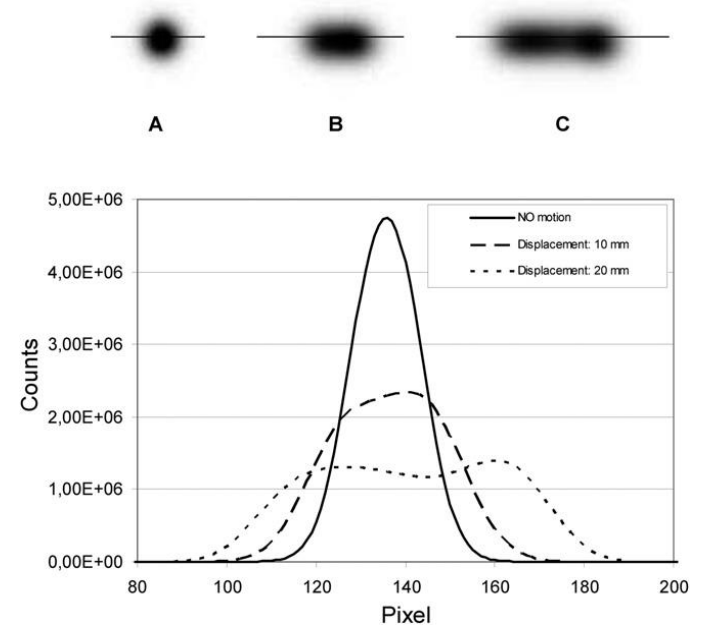 A B C
5,00E+06
4,00E+06
3,00E+06
2,00E+06
1,00E+06
0,00E+00
Counts
NO motion
Displacement: 10 mm
Displacement: 20 mm
80 100 120 140 160 180 200
Pixel